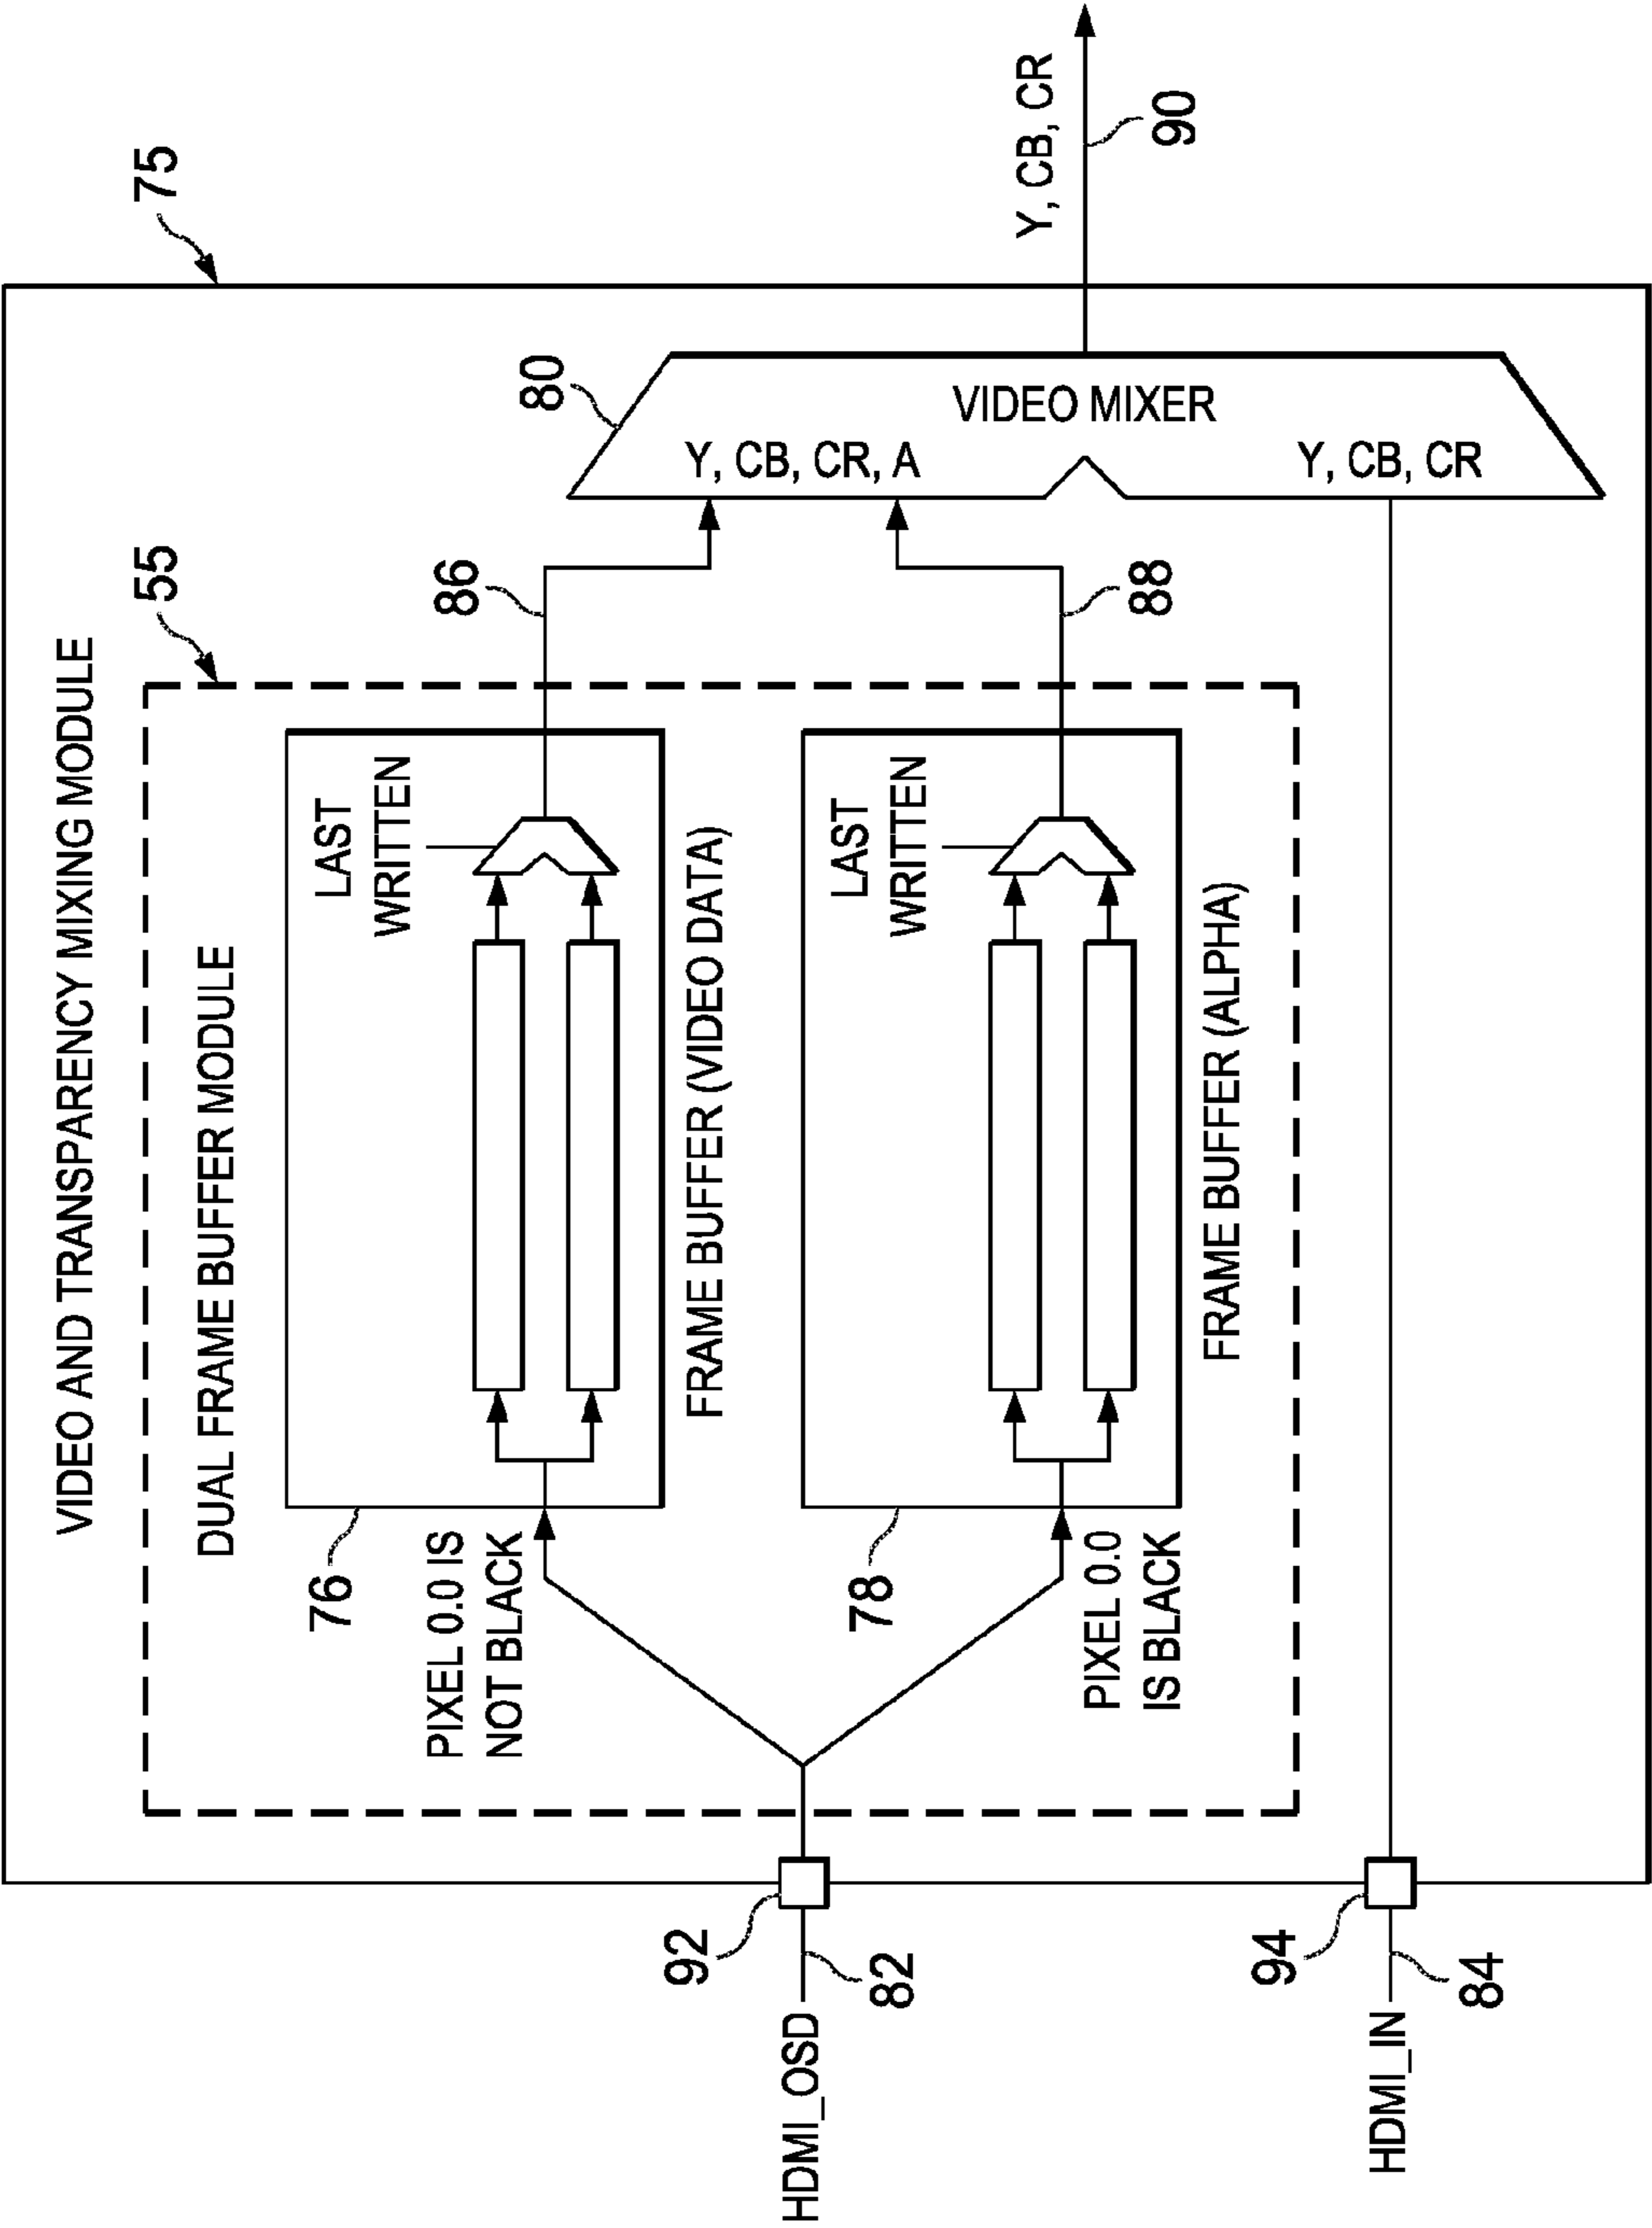 VIDEO AND TRANSPARENCY MIXING MODULE
75
DUAL FRAME BUFFER MODULE
55
76
PIXEL 0.0 IS
NOT BLACK
LAST
WRITTEN
86
FRAME BUFFER (VIDEO DATA)
80
Y, CB, CR, A
VIDEO MIXER
Y, CB, CR
HDMI_OSD
92
82
78
PIXEL 0.0
IS BLACK
LAST
WRITTEN
88
FRAME BUFFER (ALPHA)
Y, CB, CR
90
HDMI_IN
94
84